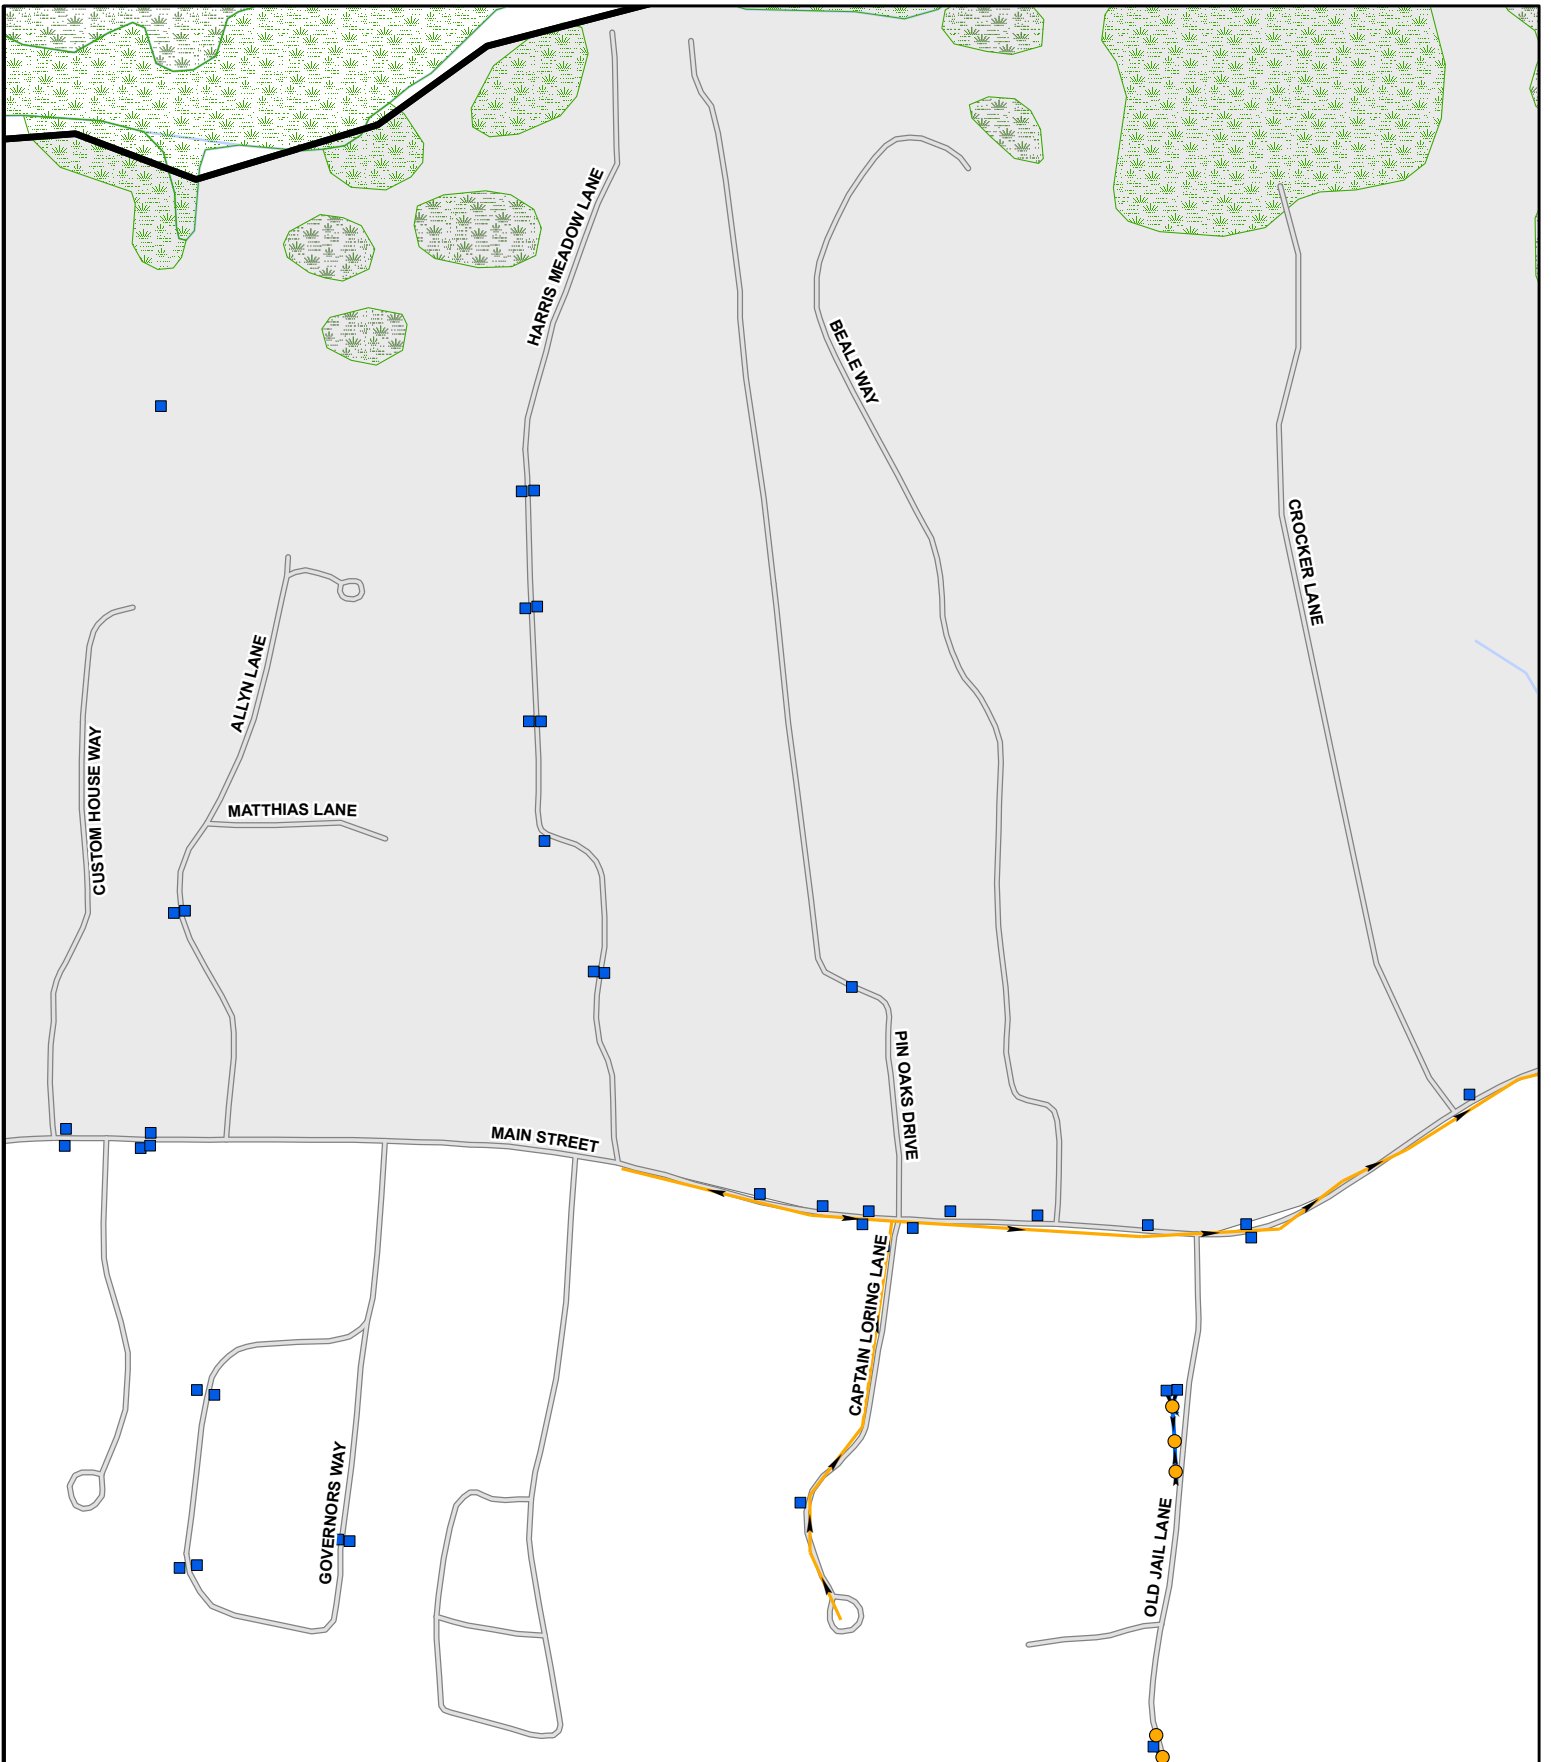 HARRIS MEADOW LANE
BEALE WAY
CROCKER LANE
ALLYN LANE
CUSTOM HOUSE WAY
MATTHIAS LANE
PIN OAKS DRIVE
MAIN STREET
CAPTAIN LORING LANE
GOVERNORS WAY
OLD JAIL LANE